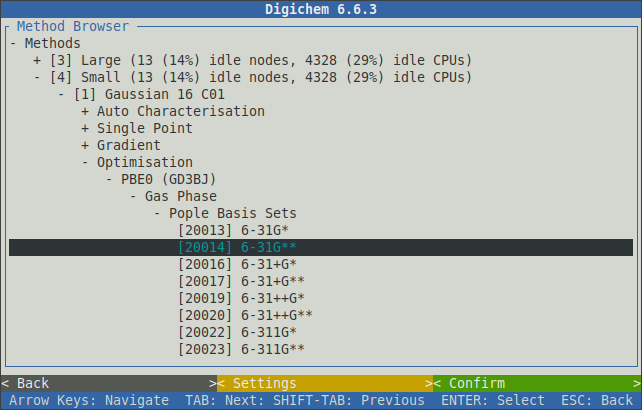 Digichem 6.6.3
Method Browser
- Methods
+ [3] Large (13 (14%) idle nodes, 4328 (29%) idle CPUs)
- [4] Small (13 (14%) idle nodes, 4328 (29%) idle CPUs)
- [1] Gaussian 16 C01
+ Auto Characterisation
+ Single Point
+ Gradient
- Optimisation
- PBE0 (GD3BJ)
- Gas Phase
- Pople Basis Sets
[20013] 6-31G*
[20014] 6-31G**
[20016] 6-31+G*
[20017] 6-31+G**
[20019] 6-31++G*
[20020] 6-31++G**
[20022] 6-311G*
[20023] 6-311G**
< Back >< Settings >< Confirm >
Arrow Keys: Navigate TAB: Next: SHIFT-TAB: Previous ENTER: Select ESC: Back